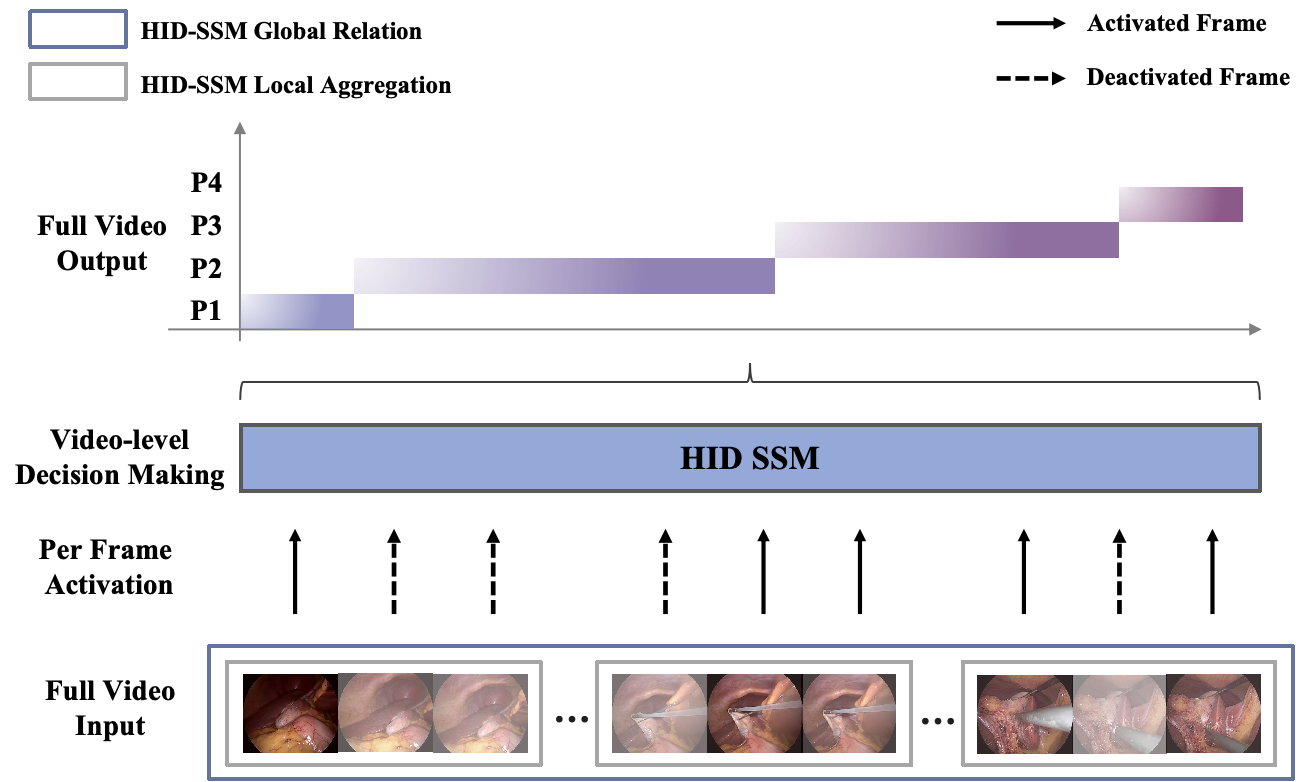 HID-SSM Global Relation
HID-SSM Local Aggregation
Activated Frame
Deactivated Frame
Full Video
Output
P4
P3
P2
P1
Video-level
Decision Making
HID SSM
Per Frame
Activation
Full Video
Input
...
...